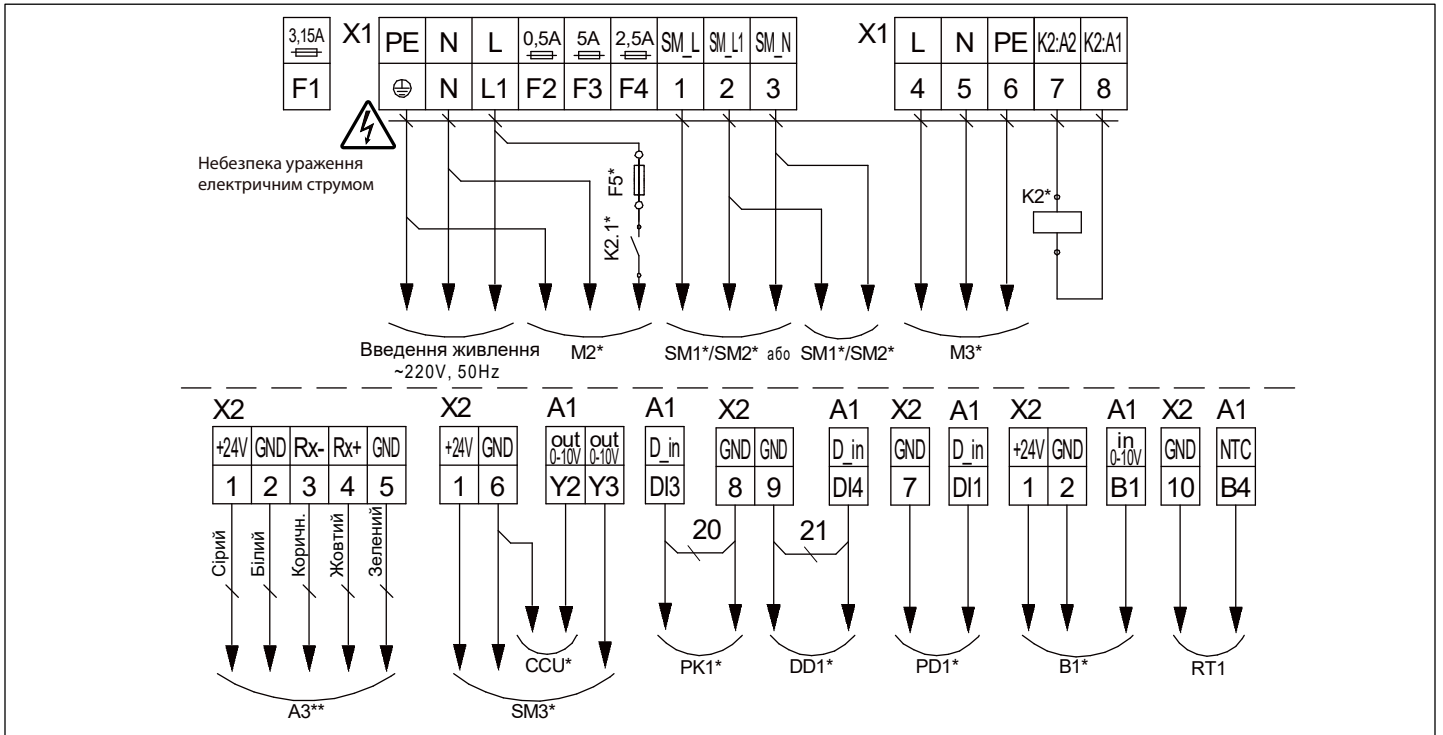 3,15A X1 PE N L 0,5A 5A 2,5A SM_L SM_L1 SM_N X1 L N PE K2:A2 K2:A1
F1 N L1 F2 F3 F4 1 2 3 4 5 6 7 8
Небезпека ураження
електричним струмом
F5*
K2.1*
K2*
Введення живлення
~220V, 50Hz
M2*
SM1*/SM2* або SM1*/SM2*
M3*
X2 X2 A1 A1 X2 A1 X2 A1 X2 A1 X2 A1
+24V GND Rx- Rx+ GND +24V GND out 0-10V out 0-10V D_in GND GND D_in GND D_in +24V GND in 0-10V GND NTC
1 2 3 4 5 1 6 Y2 Y3 DI3 8 9 DI4 7 DI1 1 2 B1 10 B4
Сірий
Білий
Коричн.
Жовтий
Зелений
20 21
CCU* PK1* DD1* PD1* B1* RT1
A3** SM3*